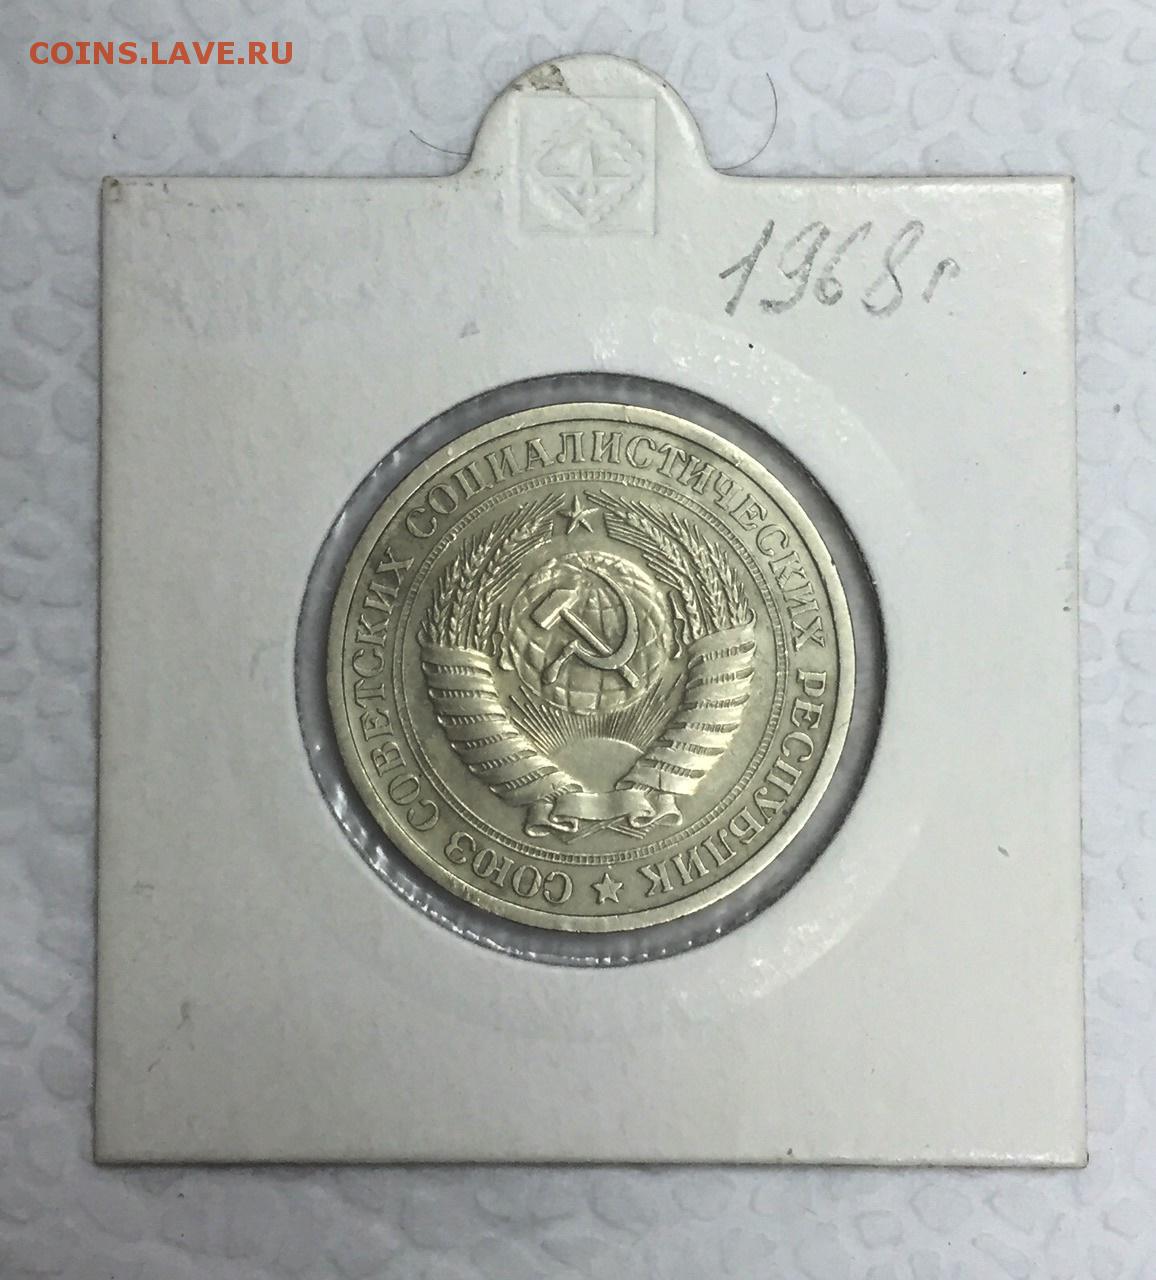 COINS.LAVE.RU
1968г
СОЮЗ СОВЕТСКИХ СОЦИАЛИСТИЧЕСКИХ РЕСПУБЛИК